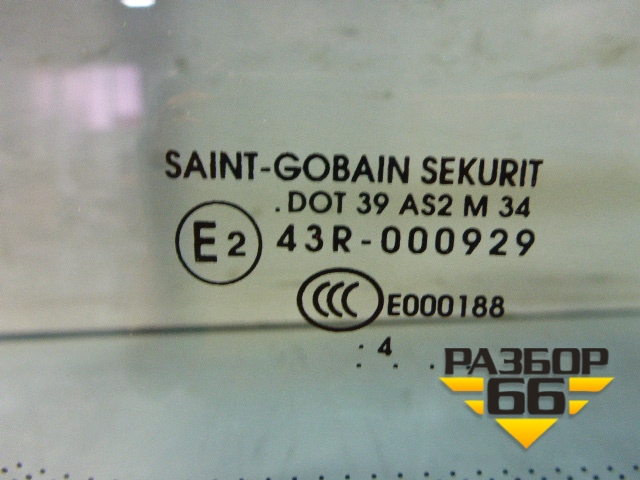 SAINT-GOBAIN SEKURIT
.DOT 39 AS2 M 34
E2 43R-000929
CCC E000188
: 4 . .
РАЗБОР
66